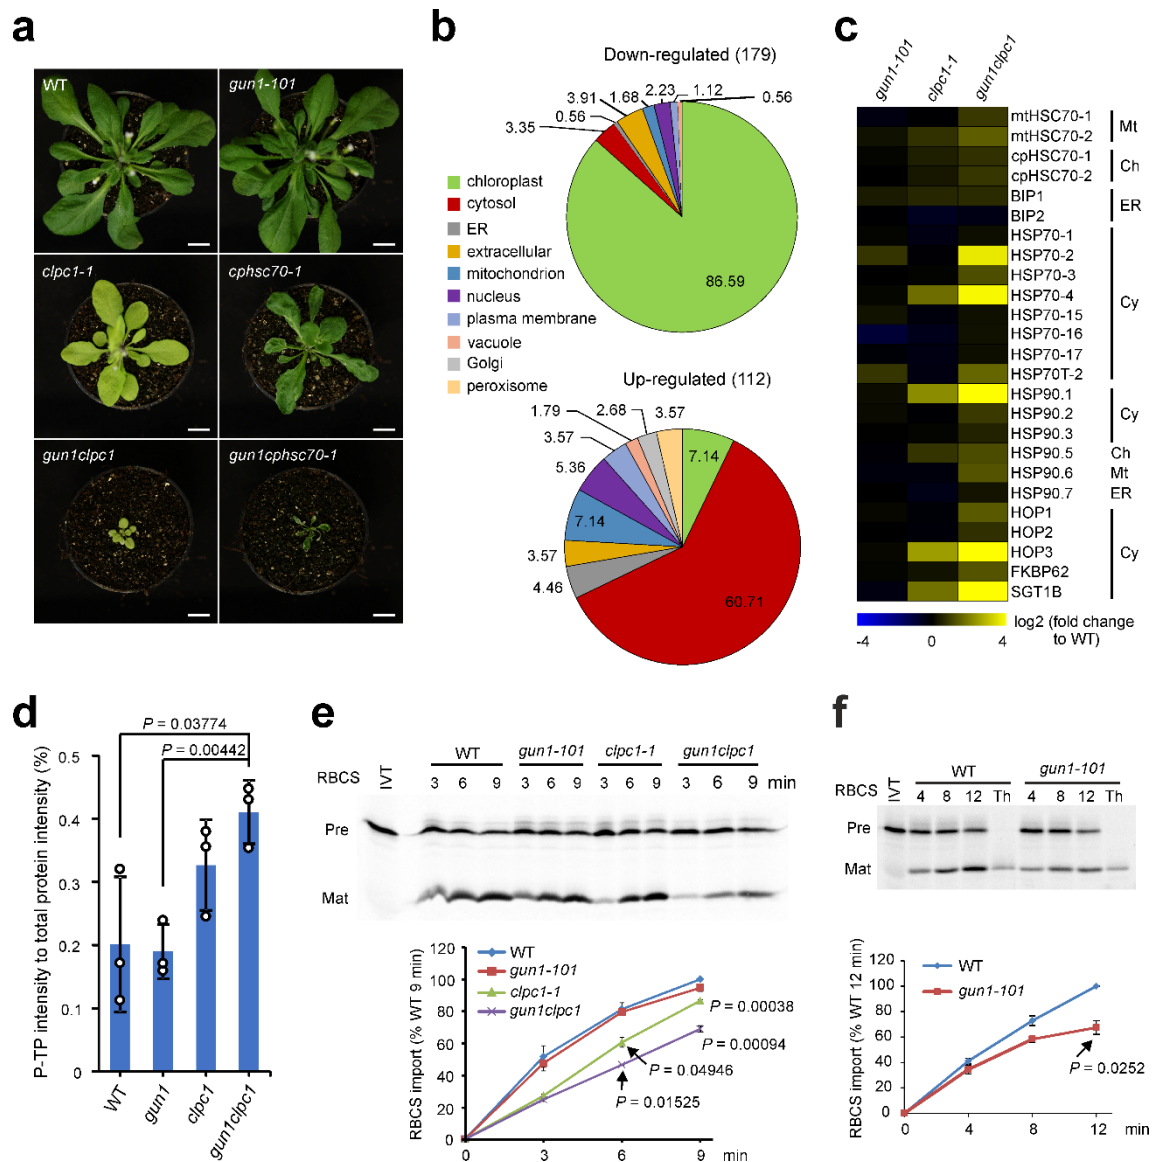 a
WT
gun1-101
clpc1-1
cphsc70-1
gun1clpc1
gun1cphsc70-1
b
Down-regulated (179)
3.35
0.56
3.91
1.68
2.23
1.12
0.56
86.59
chloroplast
cytosol
ER
extracellular
mitochondrion
nucleus
plasma membrane
vacuole
Golgi
peroxisome
Up-regulated (112)
1.79
2.68
3.57
3.57
7.14
5.36
7.14
3.57
4.46
60.71
c
gun1-101
clpc1-1
gun1clpc1
mtHSC70-1
mtHSC70-2
Mt
cpHSC70-1
cpHSC70-2
Ch
BIP1
BIP2
ER
HSP70-1
HSP70-2
HSP70-3
HSP70-4
HSP70-15
HSP70-16
HSP70-17
HSP70T-2
Cy
HSP90.1
HSP90.2
HSP90.3
Cy
HSP90.5 Ch
HSP90.6 Mt
HSP90.7 ER
HOP1
HOP2
HOP3
FKBP62
SGT1B
Cy
-4 0 4
log2 (fold change
to WT)
d
P = 0.03774
P = 0.00442
P-TP intensity to total protein intensity (%)
0.5
0.4
0.3
0.2
0.1
0
WT
gun1
clpc1
gun1clpc1
e
WT gun1-101 clpc1-1 gun1clpc1
RBCS IVT 3 6 9 3 6 9 3 6 9 3 6 9 min
Pre
Mat
RBCS import (% WT 9 min)
120
100
80
60
40
20
0
WT
gun1-101
clpc1-1
gun1clpc1
P = 0.00038
P = 0.00094
P = 0.04946
P = 0.01525
0 3 6 9 min
f
WT gun1-101
RBCS IVT 4 8 12 Th 4 8 12 Th
Pre
Mat
RBCS import (% WT 12 min)
120
100
80
60
40
20
0
WT
gun1-101
P = 0.0252
0 4 8 12 min